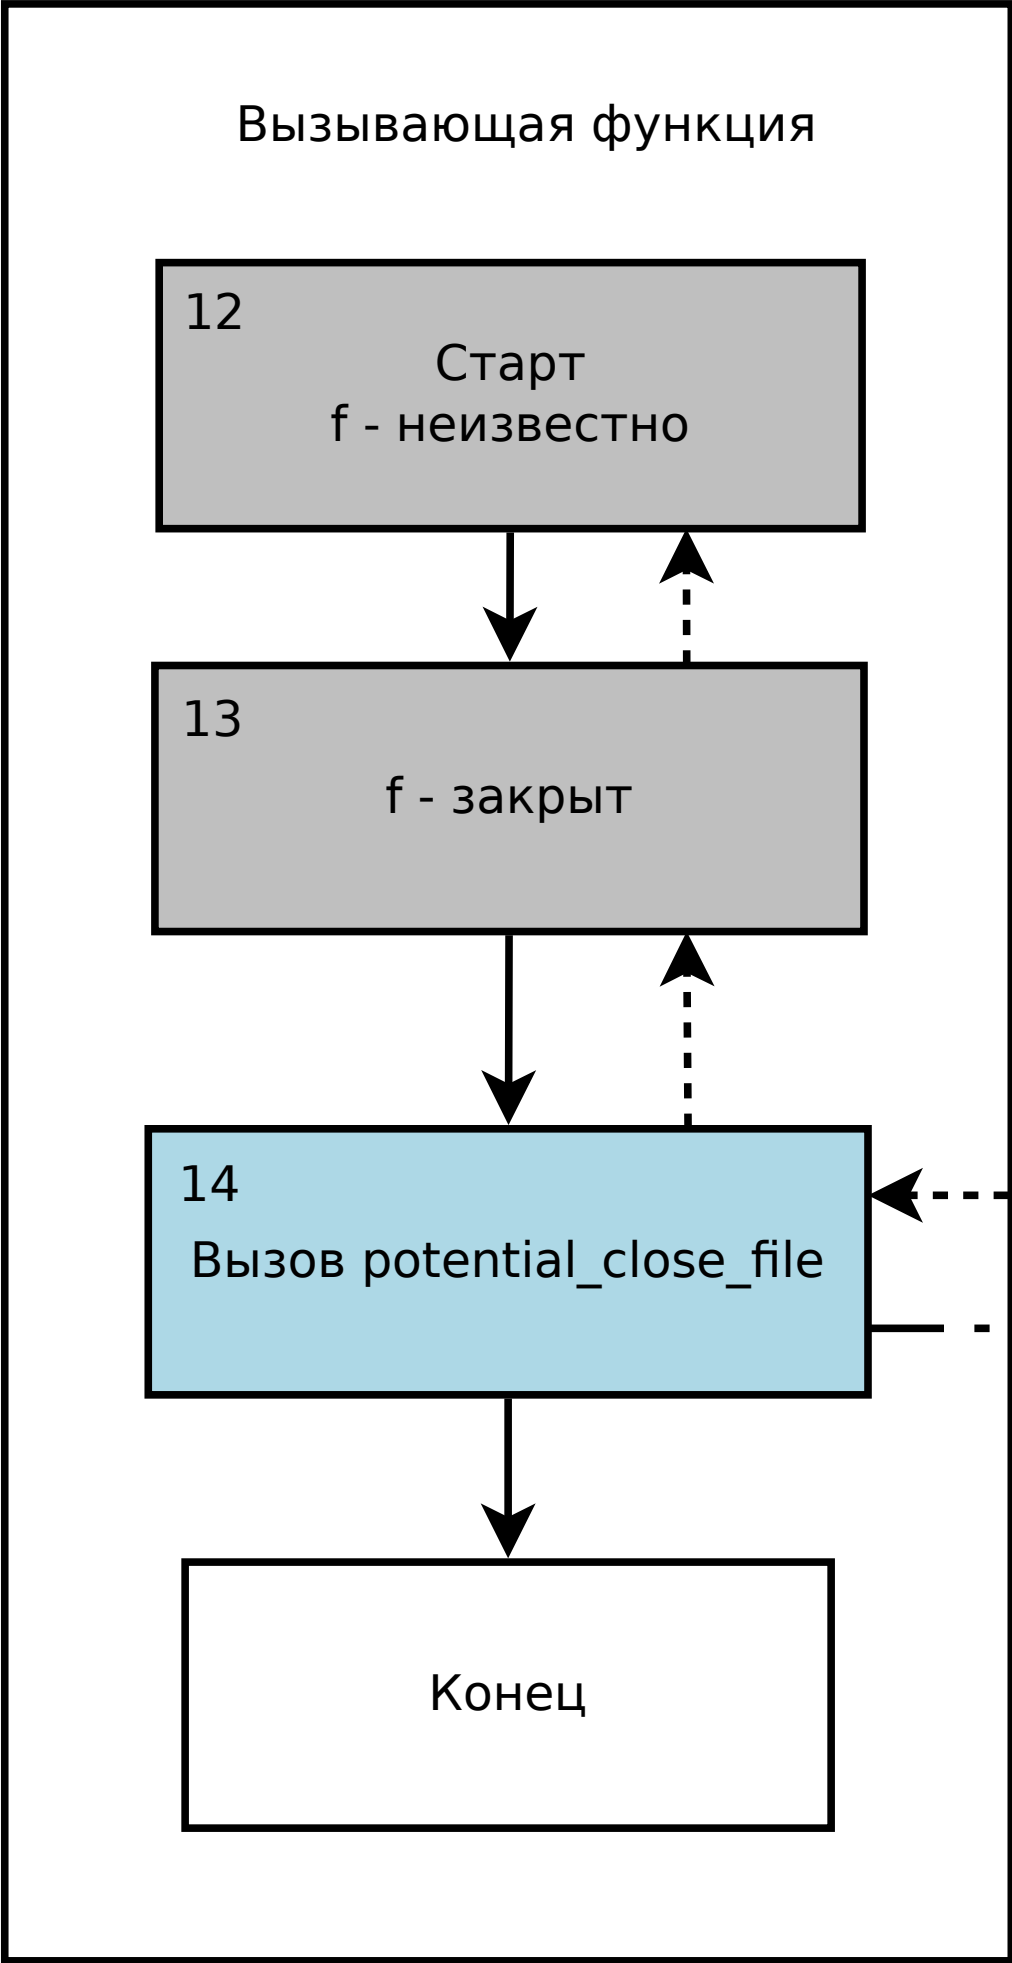 Вызывающая функция
12
Старт
f - неизвестно
13
f - закрыт
14
Вызов potential_close_file
Конец